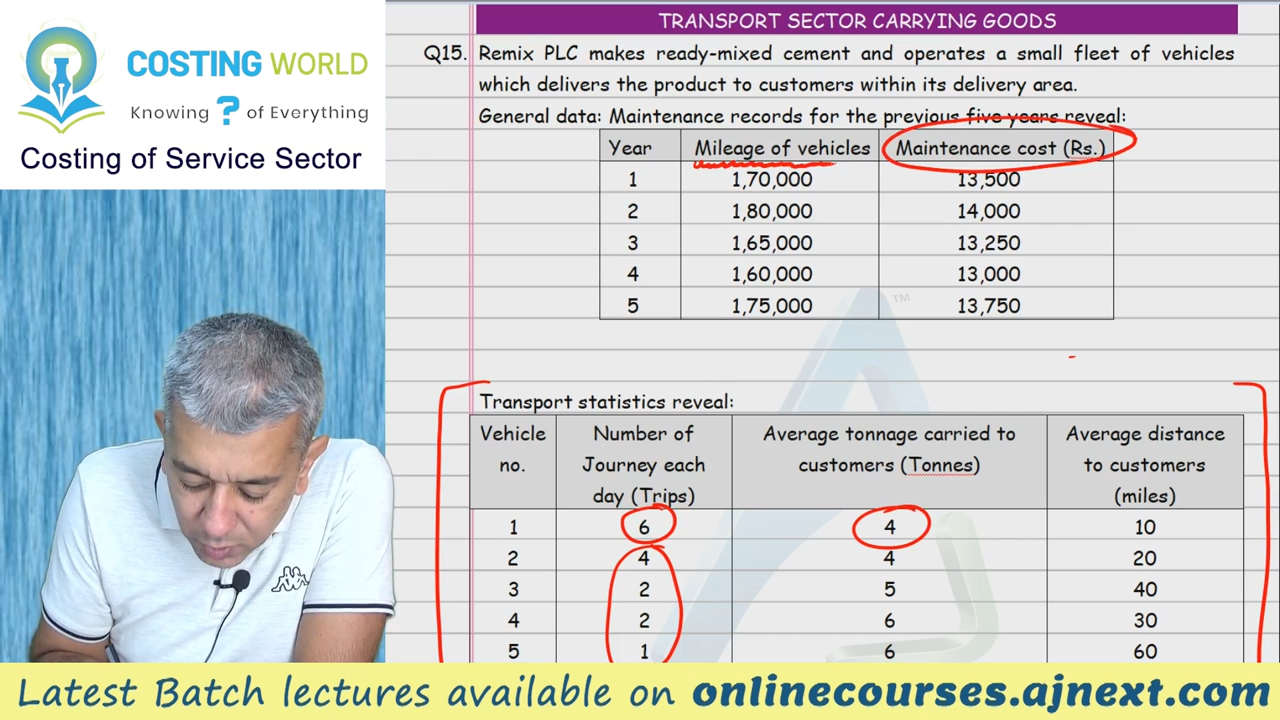 COSTING WORLD
Knowing ? of Everything
Costing of Service Sector
TRANSPORT SECTOR CARRYING GOODS
Q15. Remix PLC makes ready-mixed cement and operates a small fleet of vehicles
which delivers the product to customers within its delivery area.
General data: Maintenance records for the previous five years reveal:
Year Mileage of vehicles Maintenance cost (Rs.)
1 1,70,000 13,500
2 1,80,000 14,000
3 1,65,000 13,250
4 1,60,000 13,000
5 1,75,000 13,750
TM
Transport statistics reveal:
Vehicle Number of Average tonnage carried to Average distance
no. Journey each customers (Tonnes) to customers
day (Trips) (miles)
1 6 4 10
2 4 4 20
3 2 5 40
4 2 6 30
5 1 6 60
Kappa
Latest Batch lectures available on onlinecourses.ajnext.com